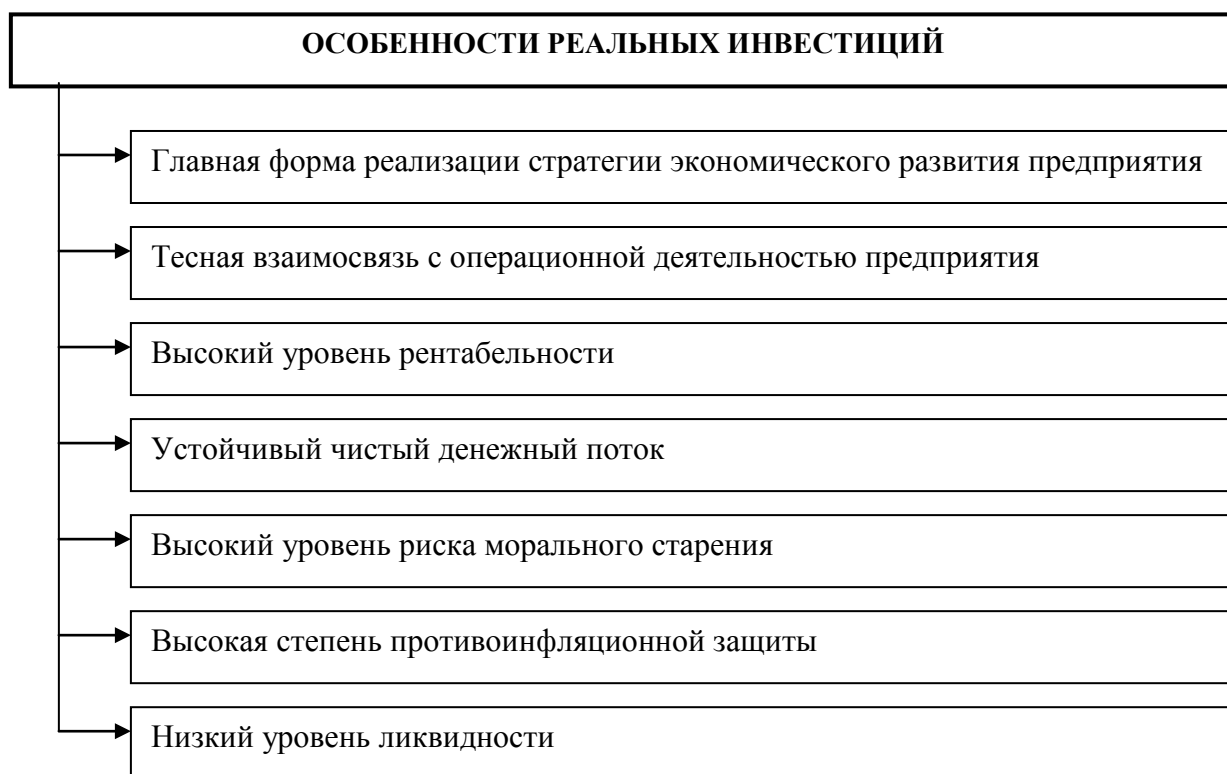 ОСОБЕННОСТИ РЕАЛЬНЫХ ИНВЕСТИЦИЙ
Главная форма реализации стратегии экономического развития предприятия
Тесная взаимосвязь с операционной деятельностью предприятия
Высокий уровень рентабельности
Устойчивый чистый денежный поток
Высокий уровень риска морального старения
Высокая степень противоинфляционной защиты
Низкий уровень ликвидности